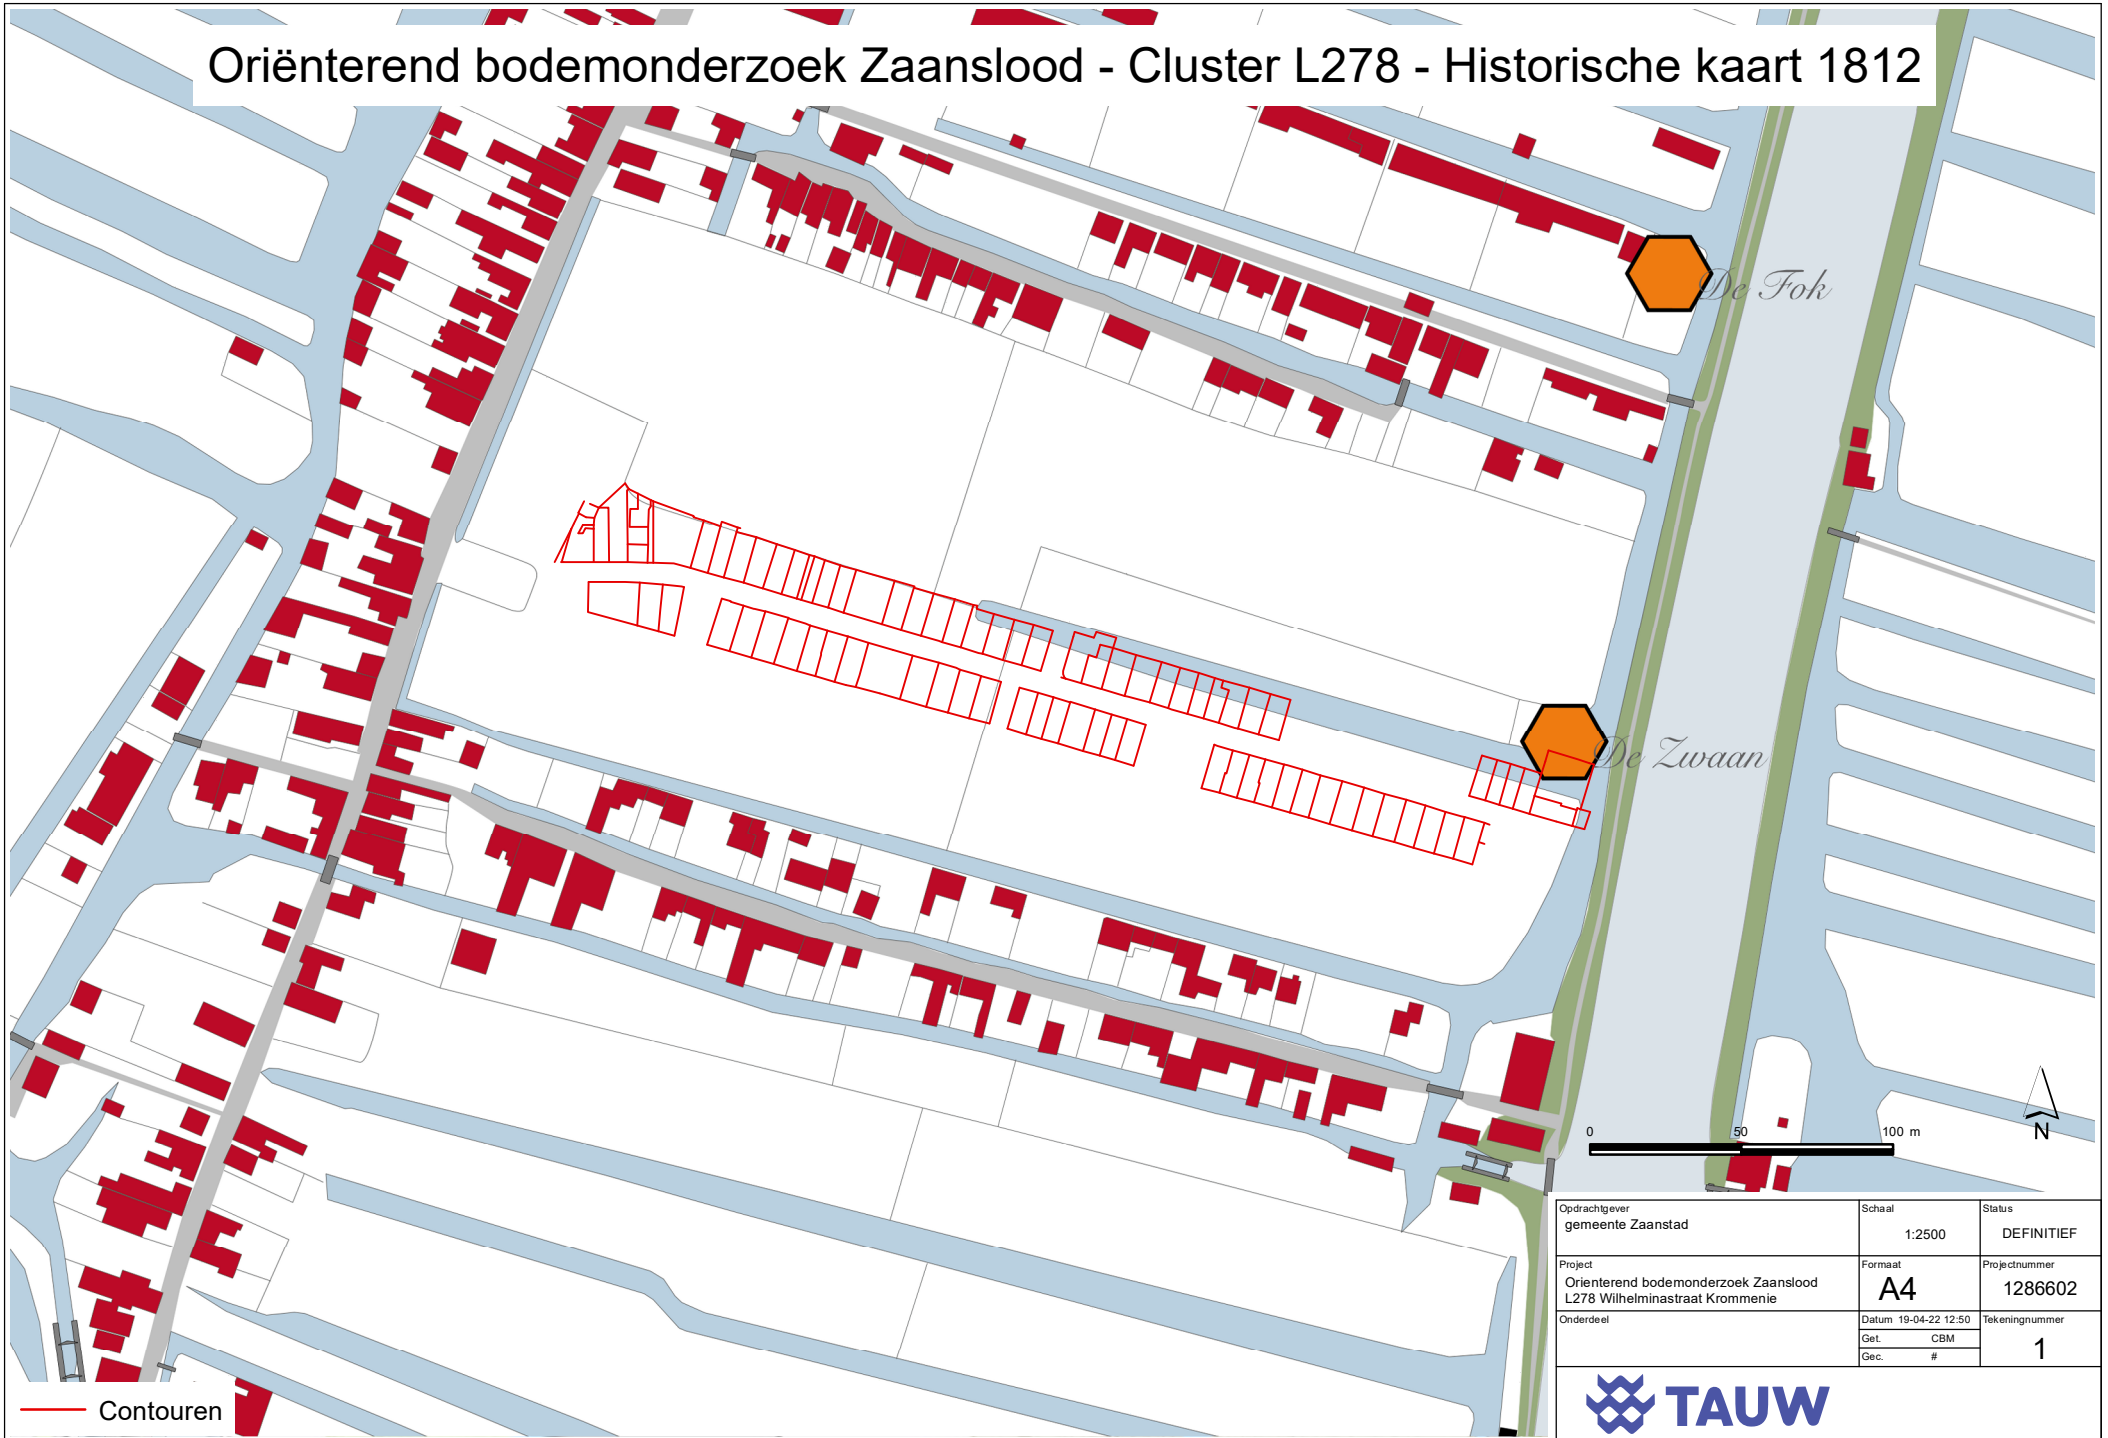 Oriënterend bodemonderzoek Zaanslood - Cluster L278 - Historische kaart 1812
De Fok
De Zwaan
0 50 100 m
N
Opdrachtgever
gemeente Zaanstad
Schaal
1:2500
Status
DEFINITIEF
Project
Orienterend bodemonderzoek Zaanslood
L278 Wilhelminastraat Krommenie
Formaat
A4
Projectnummer
1286602
Onderdeel
Datum 19-04-22 12:50
Get. CBM
Gec. #
Tekeningnummer
1
Contouren
TAUW